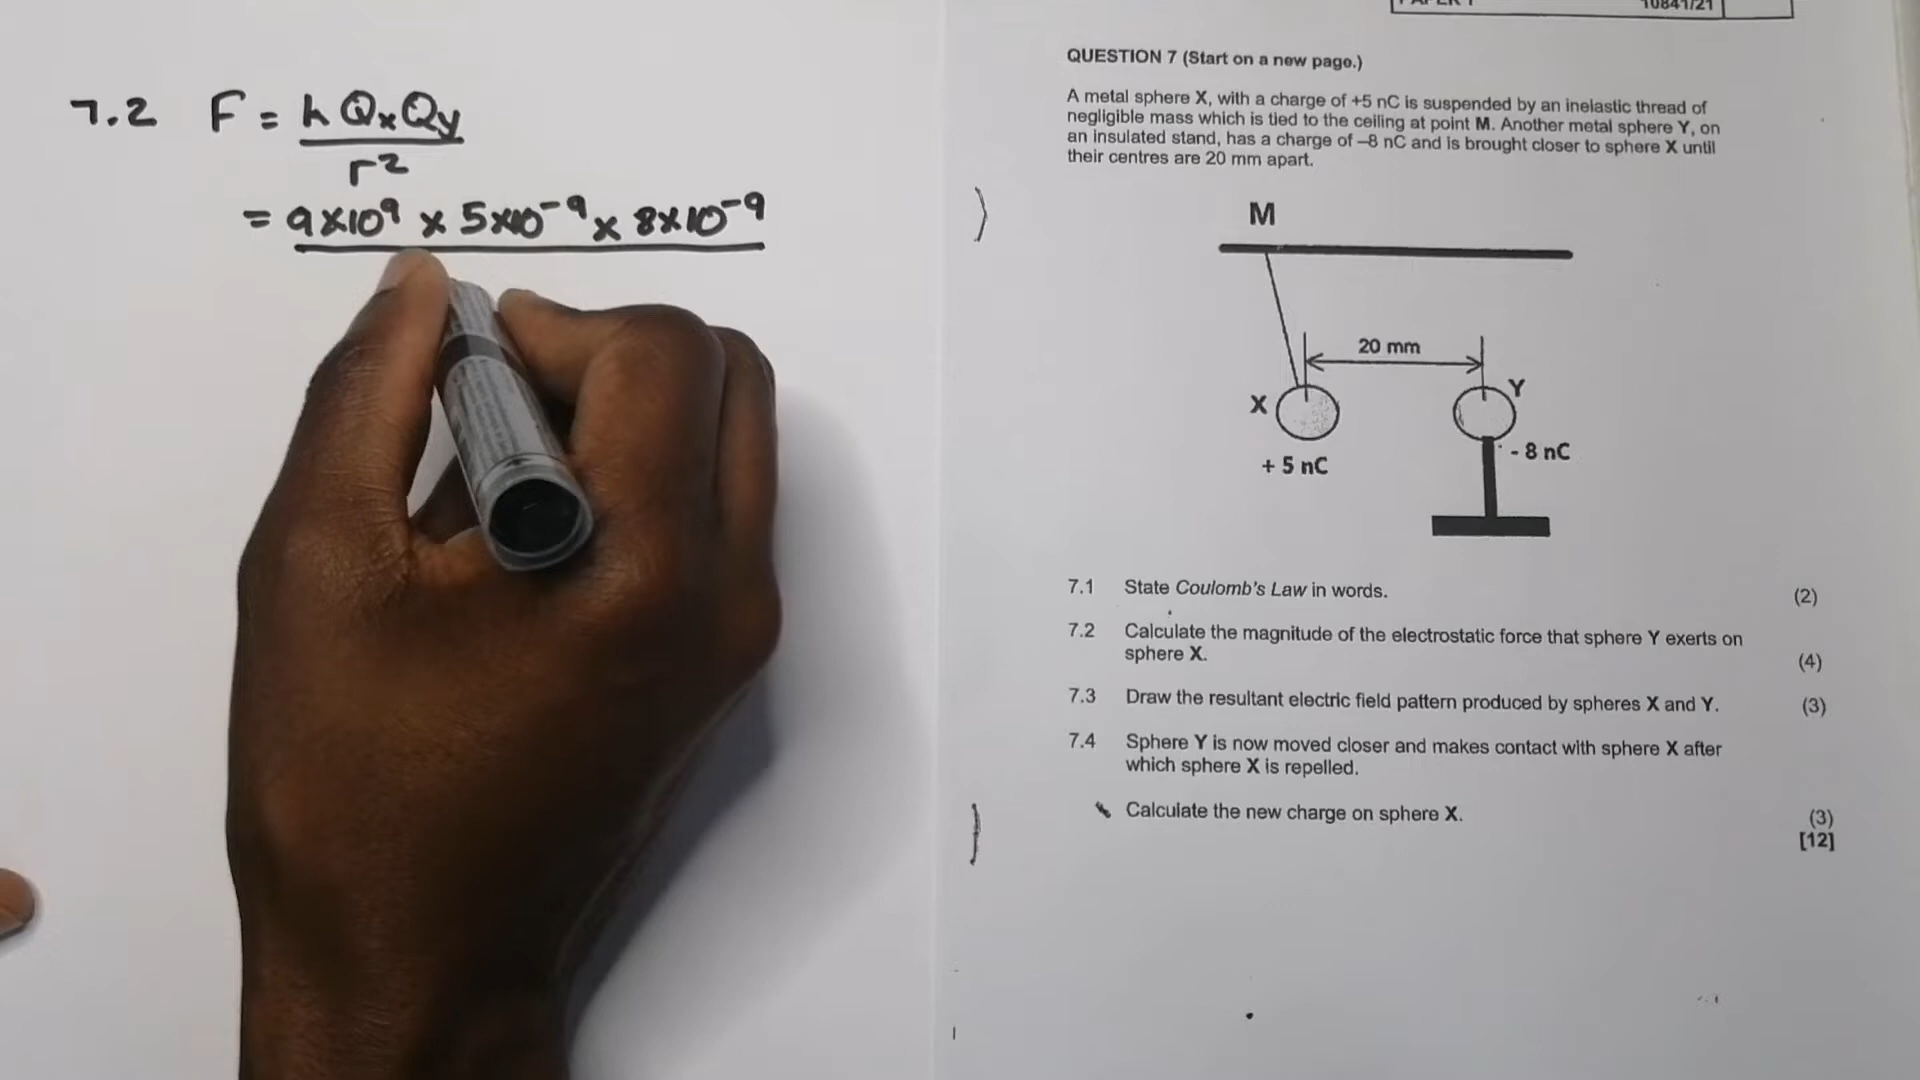 7.2 F = kQxQy
r²
= 9×10⁹ × 5×10⁻⁹ × 8×10⁻⁹
10841/21
QUESTION 7 (Start on a new page.)
A metal sphere X, with a charge of +5 nC is suspended by an inelastic thread of
negligible mass which is tied to the ceiling at point M. Another metal sphere Y, on
an insulated stand, has a charge of –8 nC and is brought closer to sphere X until
their centres are 20 mm apart.
M
20 mm
X
Y
+ 5 nC
- 8 nC
7.1 State Coulomb's Law in words. (2)
7.2 Calculate the magnitude of the electrostatic force that sphere Y exerts on
sphere X. (4)
7.3 Draw the resultant electric field pattern produced by spheres X and Y. (3)
7.4 Sphere Y is now moved closer and makes contact with sphere X after
which sphere X is repelled.
Calculate the new charge on sphere X. (3)
[12]